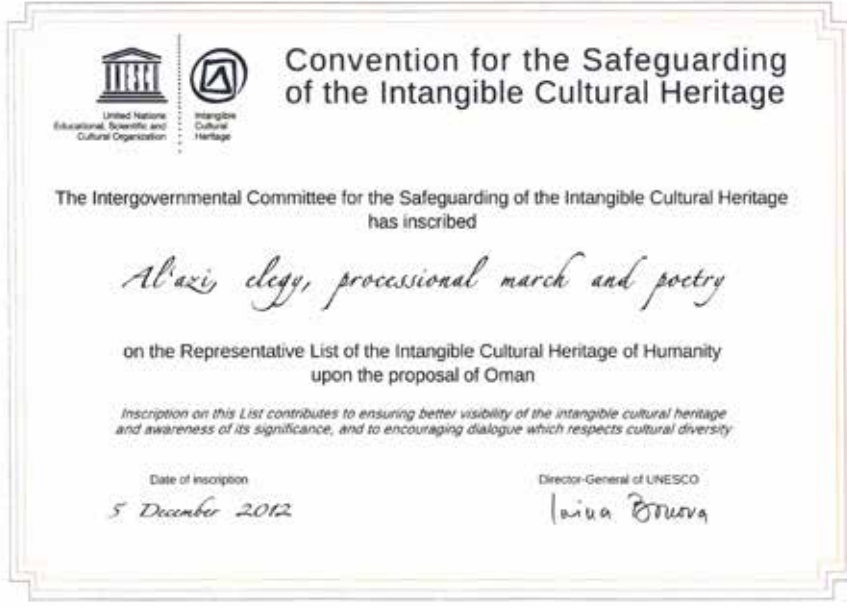 Convention for the Safeguarding
of the Intangible Cultural Heritage
United Nations
Educational, Scientific and
Cultural Organization
Intangible
Cultural
Heritage
The Intergovernmental Committee for the Safeguarding of the Intangible Cultural Heritage
has inscribed
Al'azi, elegy, processional march and poetry
on the Representative List of the Intangible Cultural Heritage of Humanity
upon the proposal of Oman
Inscription on this List contributes to ensuring better visibility of the intangible cultural heritage
and awareness of its significance, and to encouraging dialogue which respects cultural diversity
Date of inscription
5 December 2012
Director-General of UNESCO
Irina Bokova